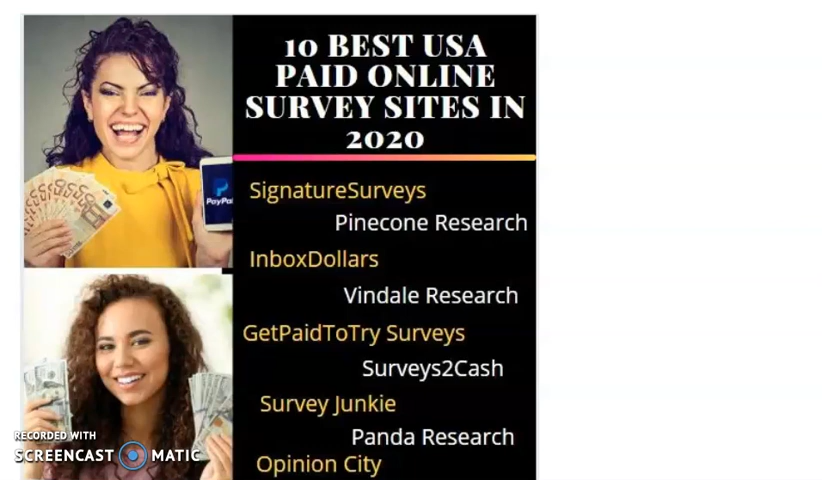 10 BEST USA
PAID ONLINE
SURVEY SITES IN
2020
PayPal
SignatureSurveys
Pinecone Research
InboxDollars
Vindale Research
GetPaidToTry Surveys
Surveys2Cash
Survey Junkie
Panda Research
Opinion City
RECORDED WITH
SCREENCAST MATIC